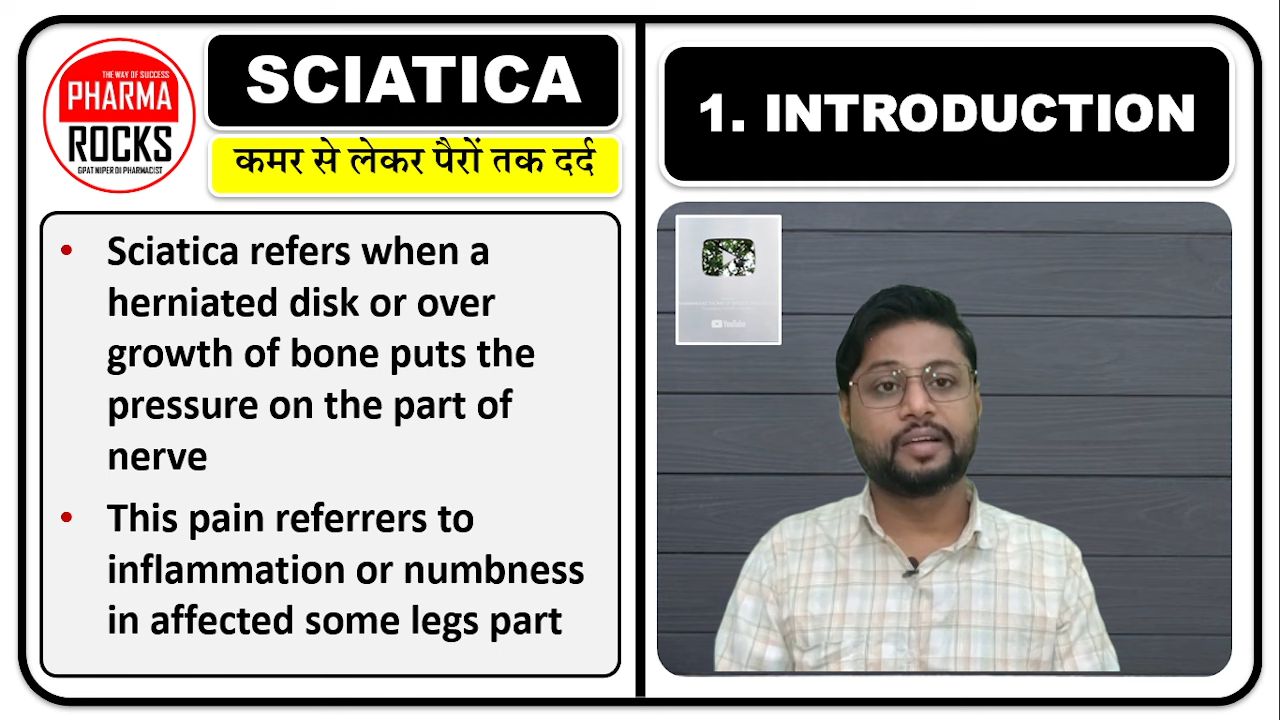 THE WAY OF SUCCESS
PHARMA
ROCKS
GPAT NIPER DI PHARMACIST
SCIATICA
कमर से लेकर पैरों तक दर्द
• Sciatica refers when a
herniated disk or over
growth of bone puts the
pressure on the part of
nerve
• This pain referrers to
inflammation or numbness
in affected some legs part
1. INTRODUCTION
YouTube